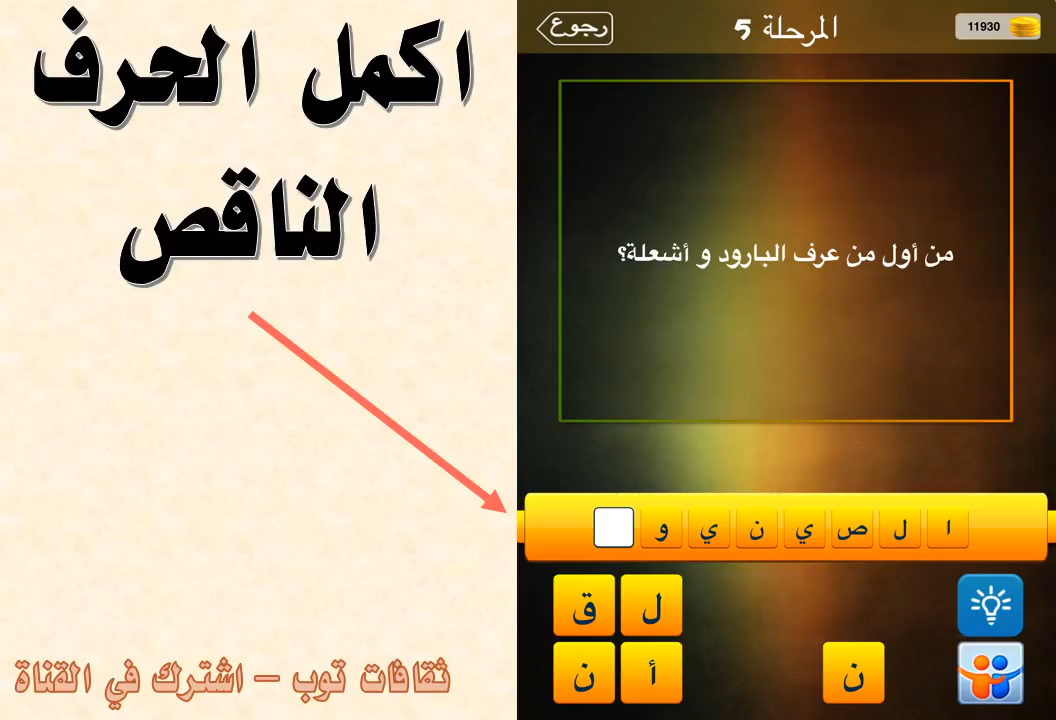 اكمل الحرف
الناقص
ثقافات توب – اشترك في القناة
رجوع
المرحلة 5
11930
من أول من عرف البارود و أشعلة؟
ا ل ص ي ن ي و
ق ل
ن أ ن